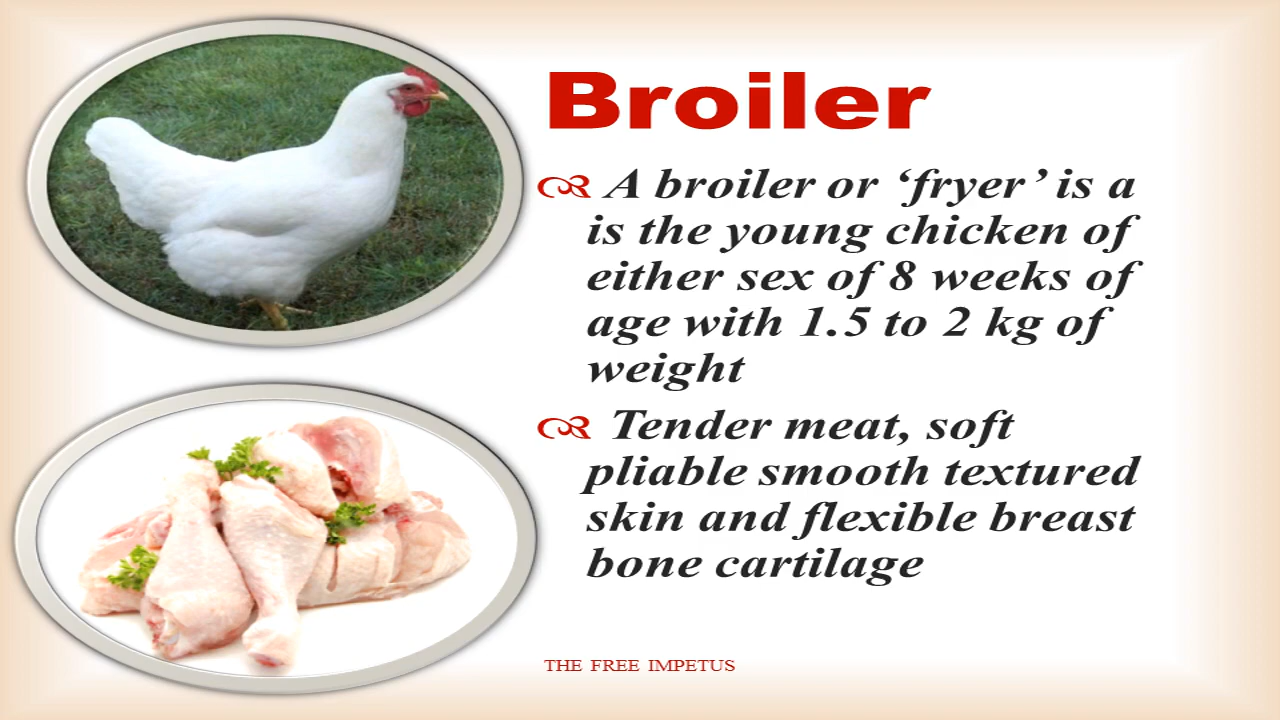 Broiler
A broiler or ‘fryer’ is a
is the young chicken of
either sex of 8 weeks of
age with 1.5 to 2 kg of
weight
Tender meat, soft
pliable smooth textured
skin and flexible breast
bone cartilage
THE FREE IMPETUS